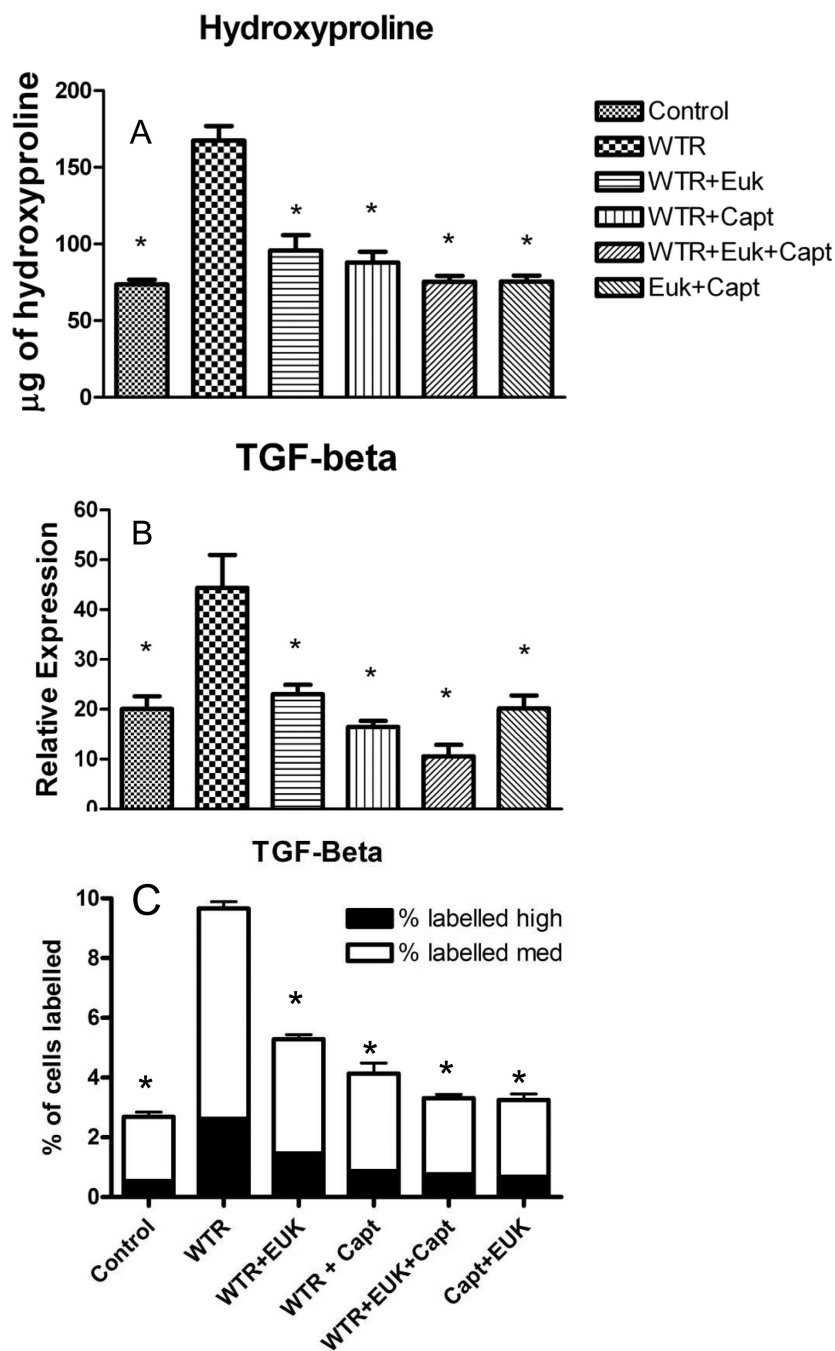 Hydroxyproline
µg of hydroxyproline
200
150
100
50
0
A
*
*
*
*
*
Control
WTR
WTR+Euk
WTR+Capt
WTR+Euk+Capt
Euk+Capt
TGF-beta
Relative Expression
60
50
40
30
20
10
0
B
*
*
*
*
*
TGF-Beta
% of cells labelled
10
8
6
4
2
0
C
% labelled high
% labelled med
*
*
*
*
*
Control
WTR
WTR+EUK
WTR + Capt
WTR+EUK+Capt
Capt+EUK